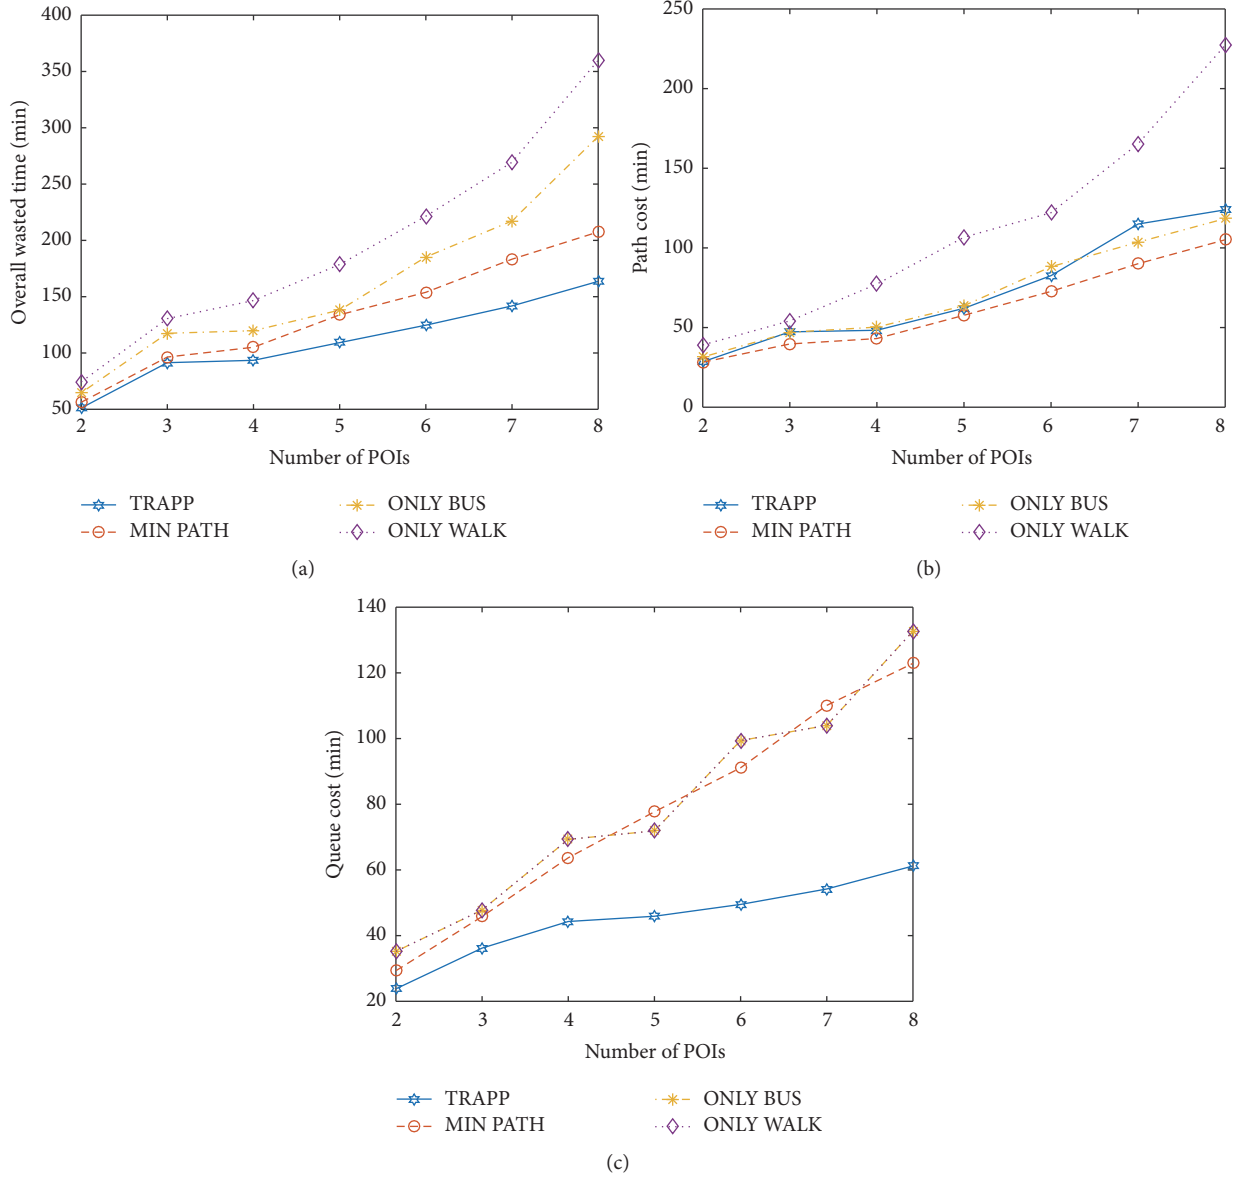 400
350
300
250
200
150
100
50
Overall wasted time (min)
2 3 4 5 6 7 8
Number of POIs
TRAPP
MIN PATH
ONLY BUS
ONLY WALK
(a)
250
200
150
100
50
0
Path cost (min)
2 3 4 5 6 7 8
Number of POIs
TRAPP
MIN PATH
ONLY BUS
ONLY WALK
(b)
140
120
100
80
60
40
20
Queue cost (min)
2 3 4 5 6 7 8
Number of POIs
TRAPP
MIN PATH
ONLY BUS
ONLY WALK
(c)